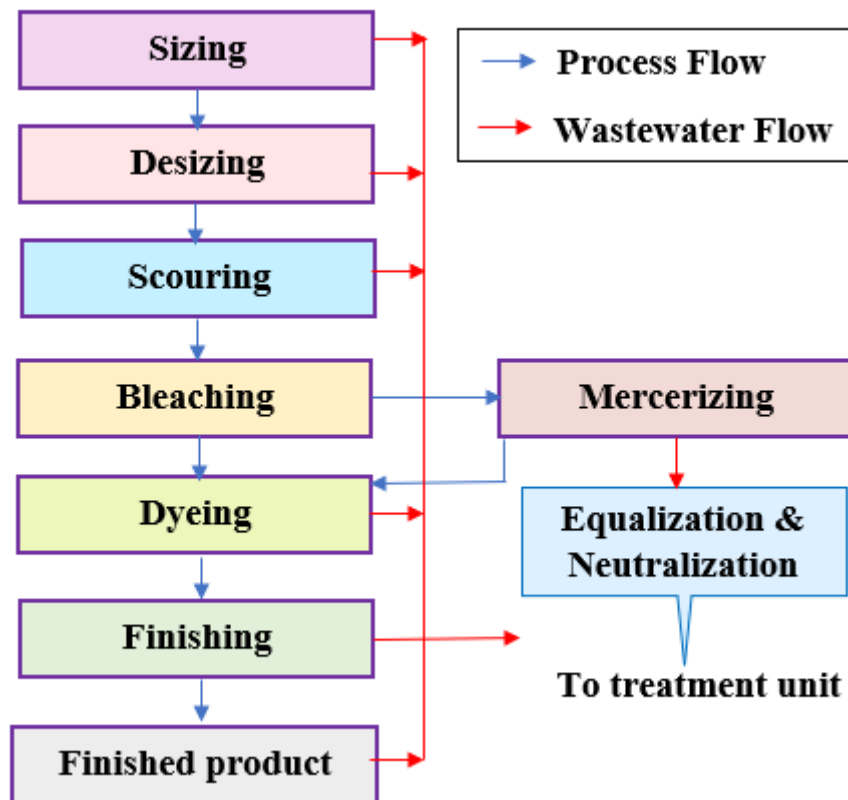 Sizing
Process Flow
Wastewater Flow
Desizing
Scouring
Bleaching
Mercerizing
Dyeing
Equalization &
Neutralization
Finishing
To treatment unit
Finished product